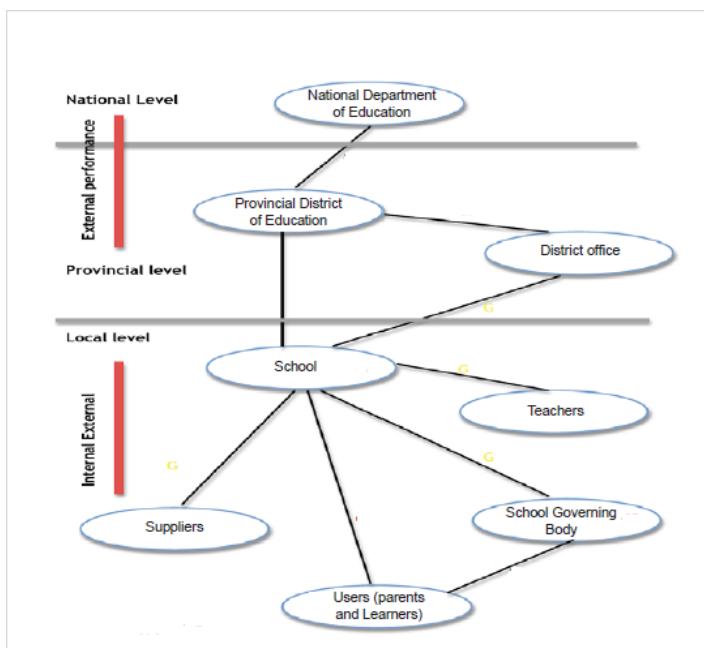 National Level
National Department
of Education
External performance
Provincial District
of Education
District office
Provincial level
G
Local level
School
G
Teachers
Internal External
G
G
School Governing
Body
Suppliers
Users (parents
and Learners)